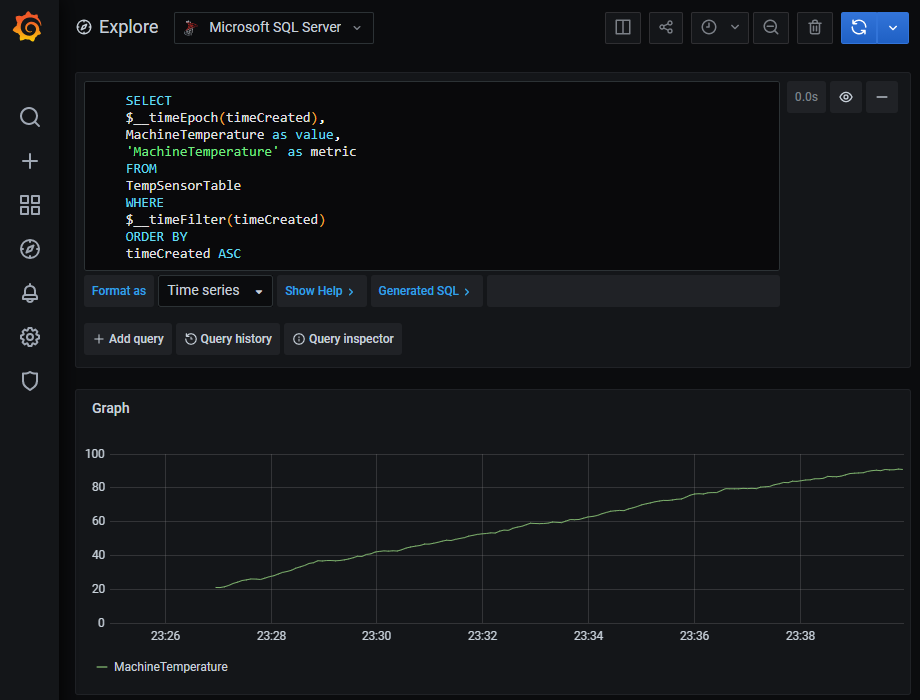 Explore
Microsoft SQL Server
SELECT
$__timeEpoch(timeCreated),
MachineTemperature as value,
'MachineTemperature' as metric
FROM
TempSensorTable
WHERE
$__timeFilter(timeCreated)
ORDER BY
timeCreated ASC
0.0s
Format as Time series Show Help > Generated SQL >
+ Add query Query history Query inspector
Graph
100
80
60
40
20
0
23:26 23:28 23:30 23:32 23:34 23:36 23:38
MachineTemperature